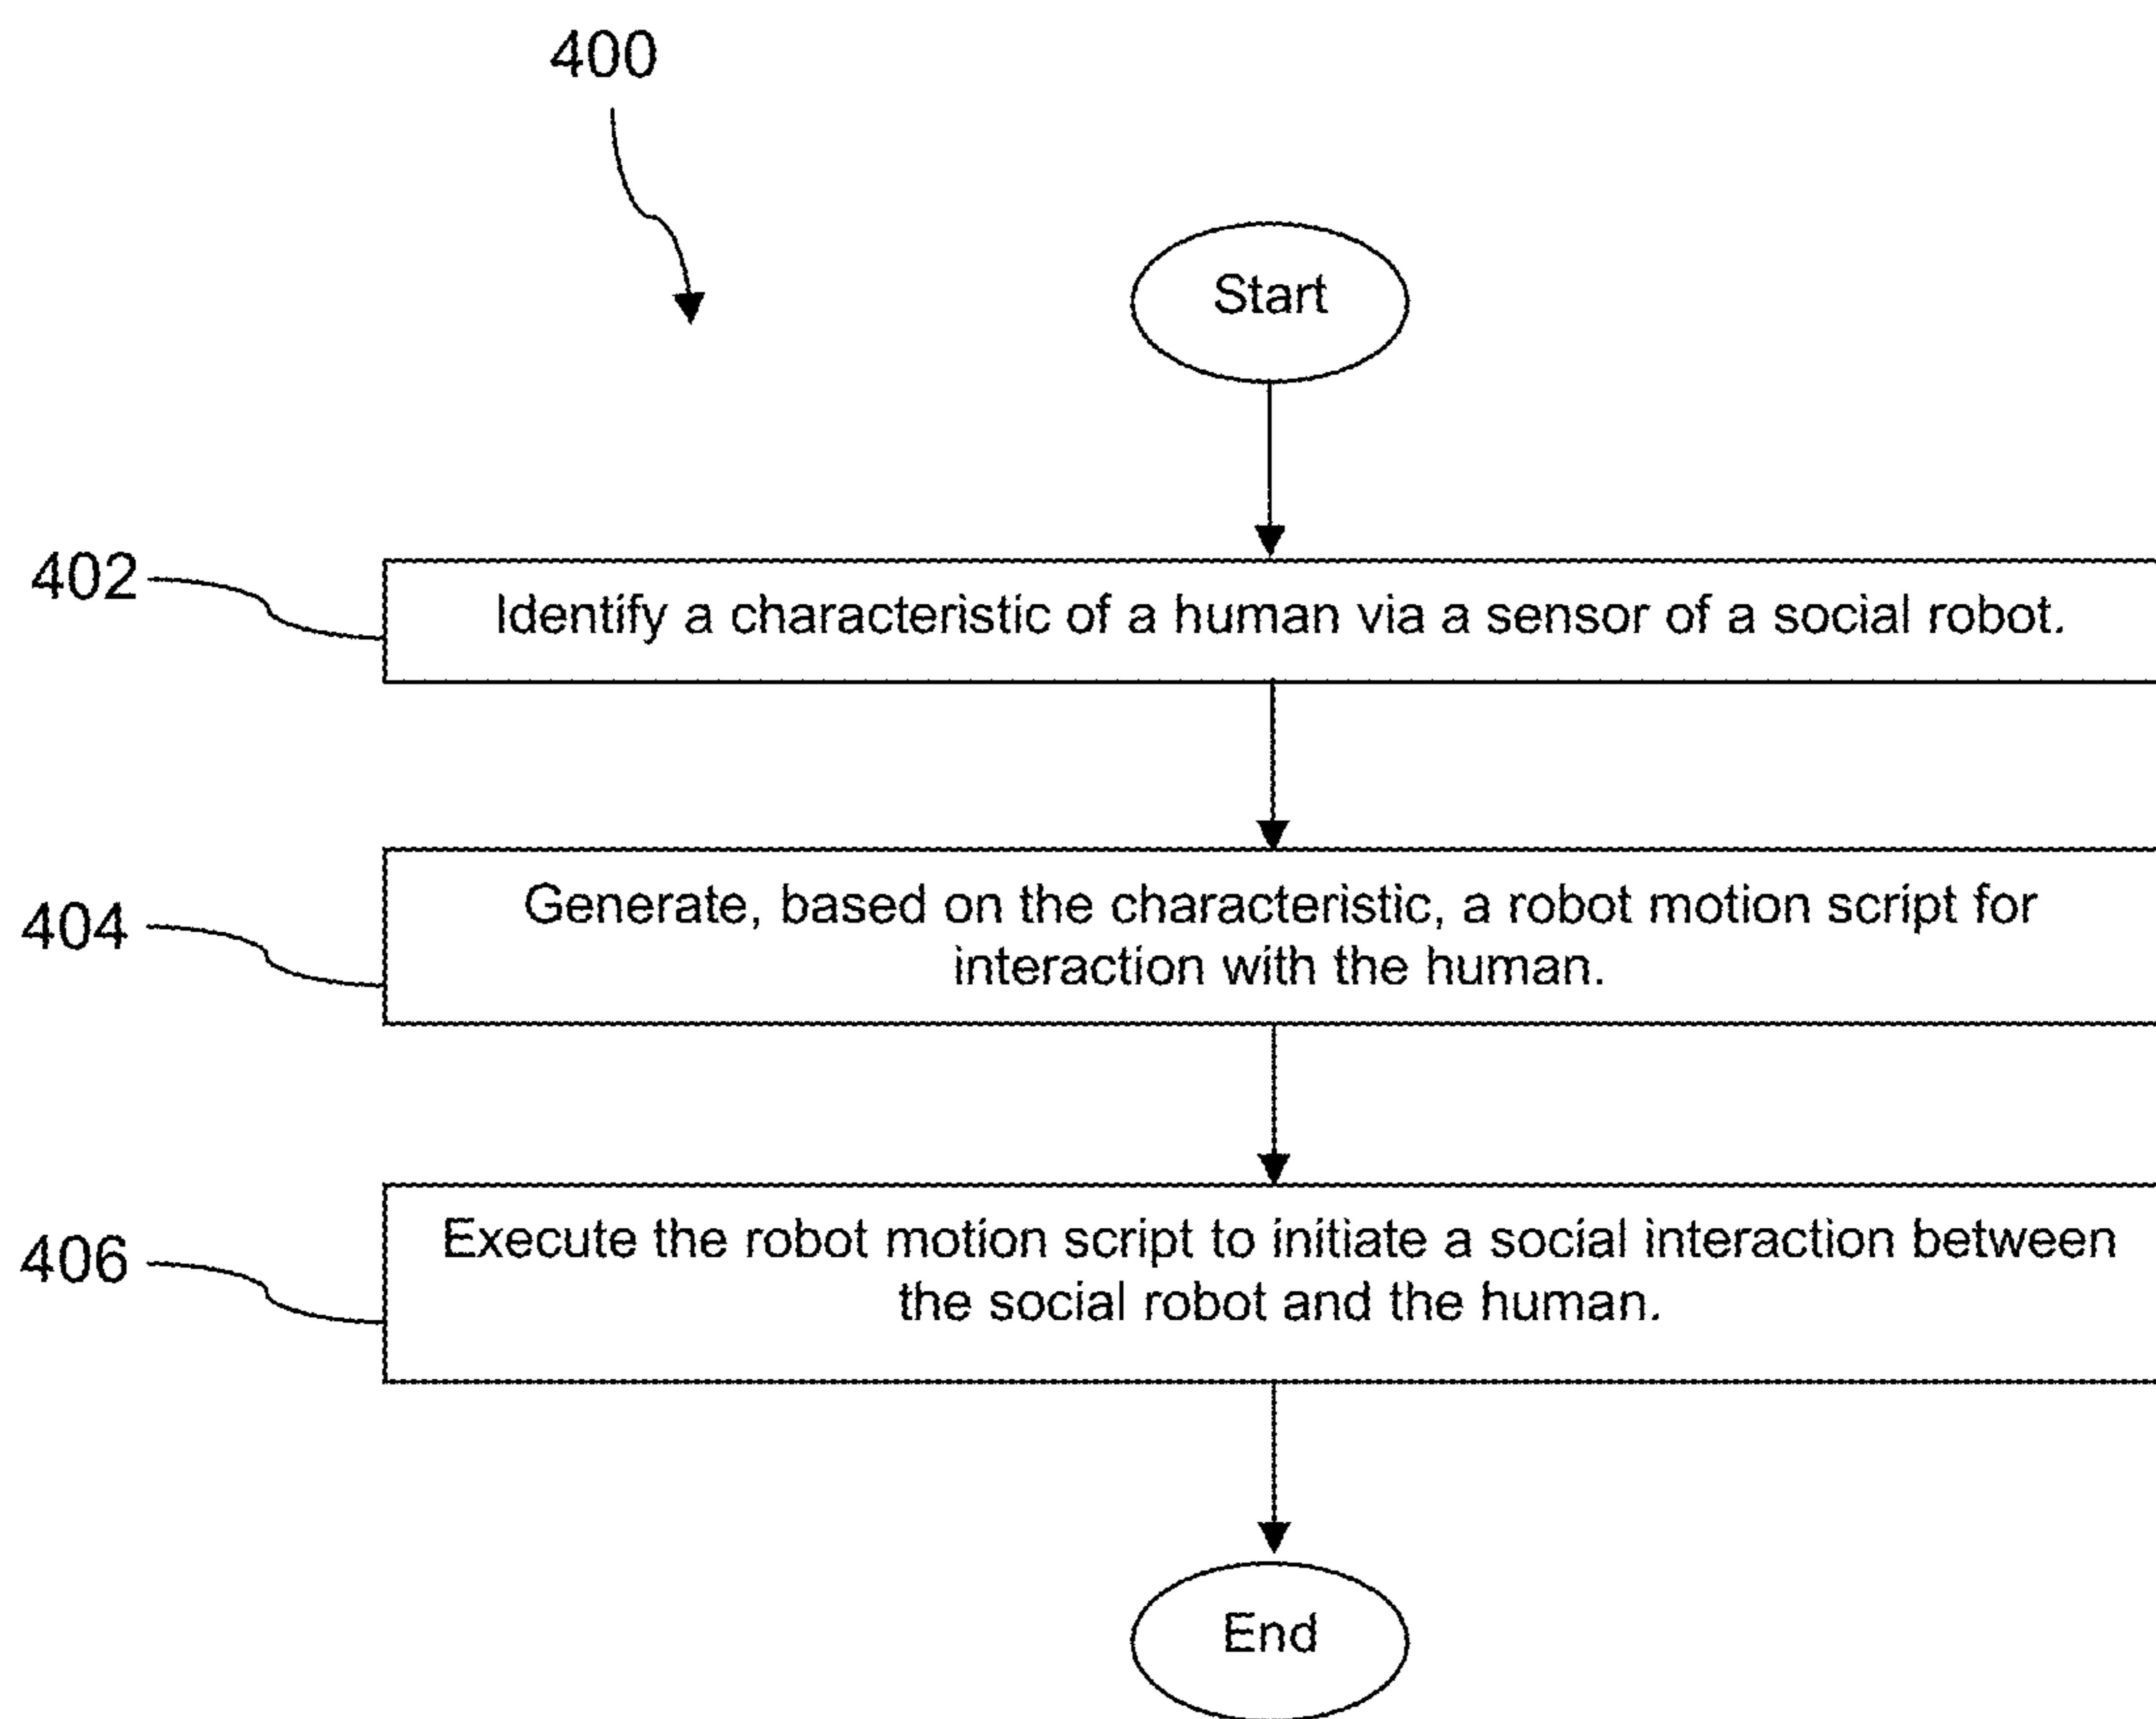 400
Start
402
Identify a characteristic of a human via a sensor of a social robot.
404
Generate, based on the characteristic, a robot motion script for
interaction with the human.
406
Execute the robot motion script to initiate a social interaction between
the social robot and the human.
End